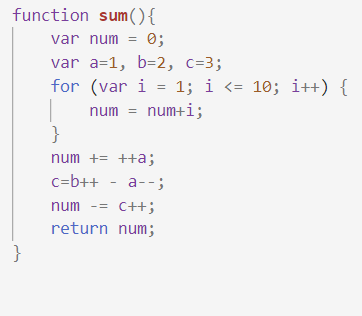 function sum(){
    var num = 0;
    var a=1, b=2, c=3;
    for (var i = 1; i <= 10; i++) {
        num = num+i;
    }
    num += ++a;
    c=b++ - a--;
    num -= c++;
    return num;
}